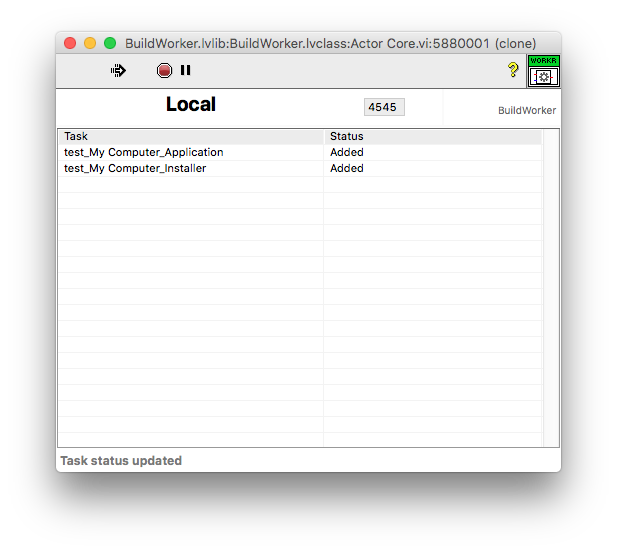 BuildWorker.lvlib:BuildWorker.lvclass:Actor Core.vi:5880001 (clone)
?
WORKR
Local 4545 BuildWorker
Task Status
test_My Computer_Application Added
test_My Computer_Installer Added
Task status updated